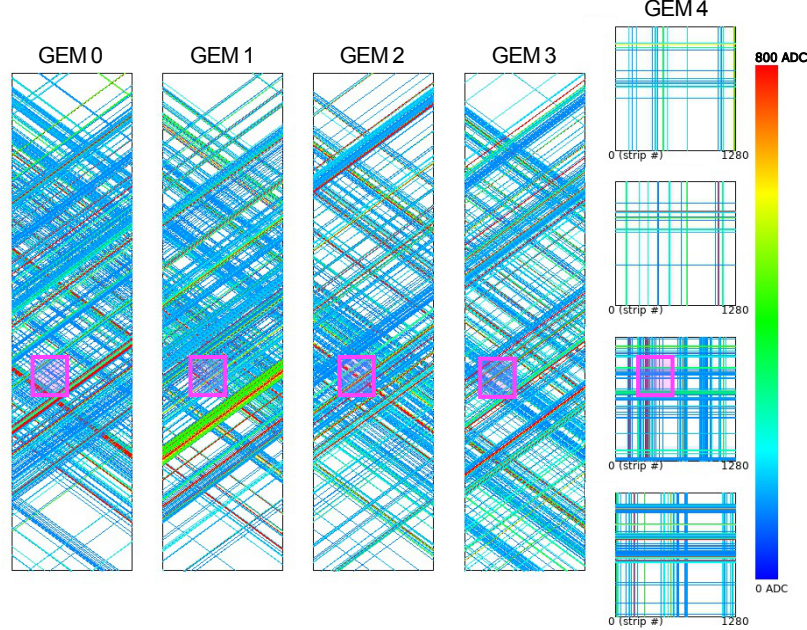 GEM 4
GEM 0
GEM 1
GEM 2
GEM 3
800 ADC
0 (strip #) 1280
0 (strip #) 1280
0 (strip #) 1280
0 ADC
0 (strip #) 1280